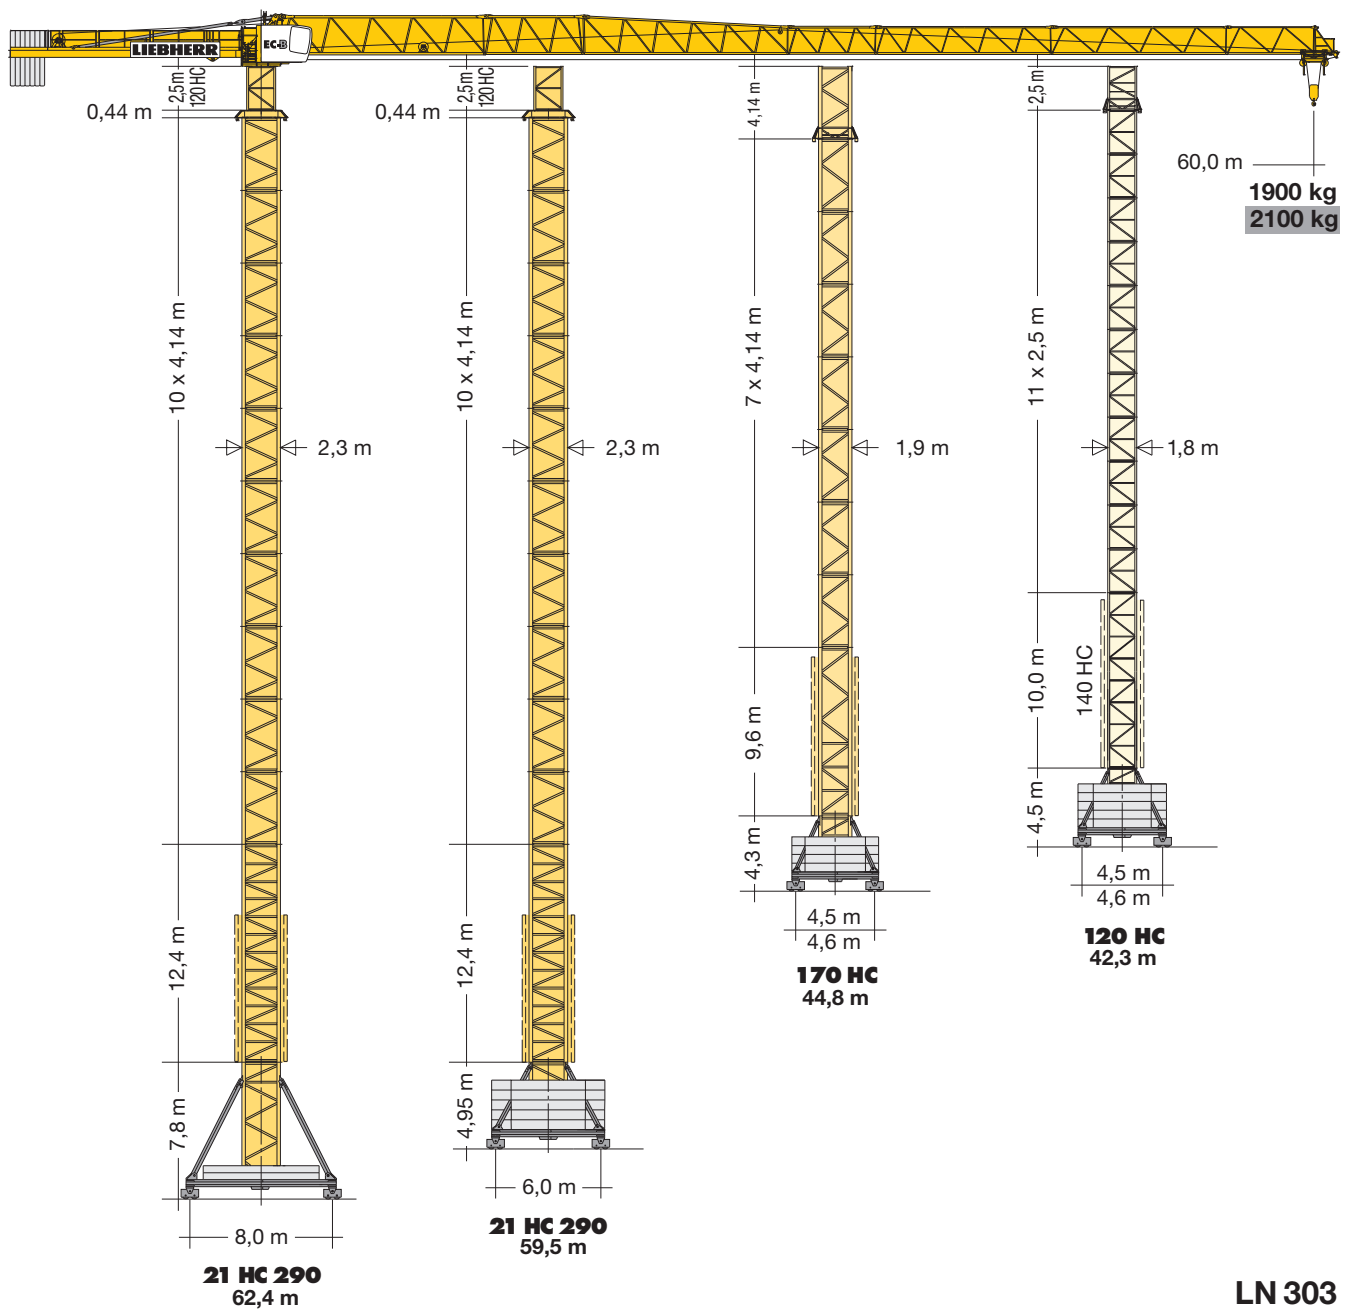 LIEBHERR
EC-B
2,5m
120 HC
0,44 m
10 x 4,14 m
2,3 m
12,4 m
7,8 m
8,0 m
21 HC 290
62,4 m
2,5m
120 HC
0,44 m
10 x 4,14 m
2,3 m
12,4 m
4,95 m
6,0 m
21 HC 290
59,5 m
4,14 m
7 x 4,14 m
1,9 m
9,6 m
4,3 m
4,5 m
4,6 m
170 HC
44,8 m
2,5 m
11 x 2,5 m
1,8 m
10,0 m
140 HC
4,5 m
4,5 m
4,6 m
120 HC
42,3 m
60,0 m
1900 kg
2100 kg
LN 303